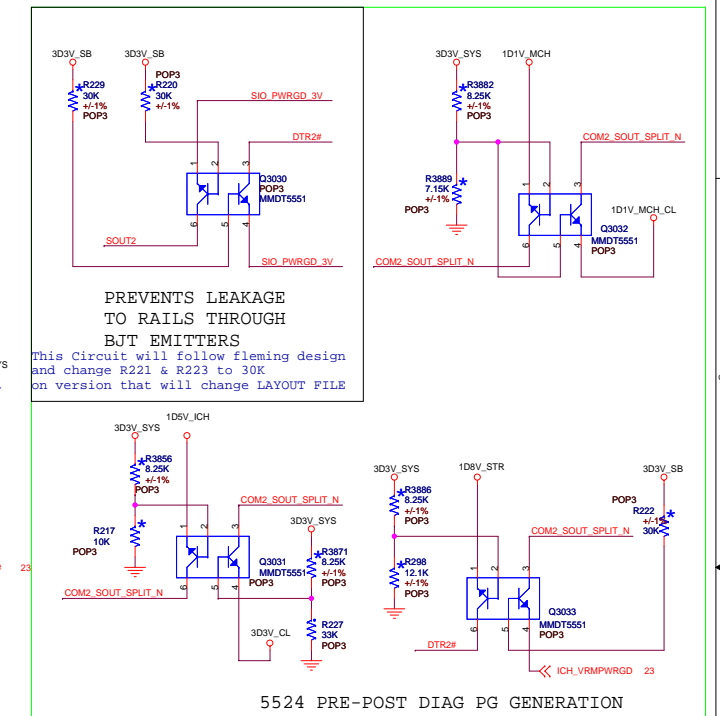 3D3V_SB
3D3V_SB
R229
30K
+/-1%
POP3
POP3
R220
30K
+/-1%
SIO_PWRGD_3V
DTR2#
1
2
3
Q3030
POP3
MMDT5551
6
5
4
SOUT2
SIO_PWRGD_3V
PREVENTS LEAKAGE
TO RAILS THROUGH
BJT EMITTERS
This Circuit will follow fleming design
and change R221 & R223 to 30K
on version that will change LAYOUT FILE
3D3V_SYS
1D1V_MCH
R3882
8.25K
+/-1%
POP3
COM2_SOUT_SPLIT_N
R3889
7.15K
+/-1%
POP3
1
2
3
1D1V_MCH_CL
Q3032
MMDT5551
POP3
6
5
4
COM2_SOUT_SPLIT_N
YS
1D5V_ICH
3D3V_SYS
R3856
8.25K
+/-1%
POP3
COM2_SOUT_SPLIT_N
R217
10K
POP3
1
2
3
3D3V_SYS
Q3031
MMDT5551
POP3
R3871
8.25K
+/-1%
POP3
6
5
4
COM2_SOUT_SPLIT_N
# 23
3D3V_CL
R227
33K
POP3
3D3V_SYS
1D8V_STR
3D3V_SB
R3886
8.25K
+/-1%
POP3
POP3
R222
+/-1%
30K
COM2_SOUT_SPLIT_N
R298
12.1K
+/-1%
POP3
1
2
3
Q3033
MMDT5551
POP3
6
5
4
DTR2#
ICH_VRMPWRGD 23
5524 PRE-POST DIAG PG GENERATION